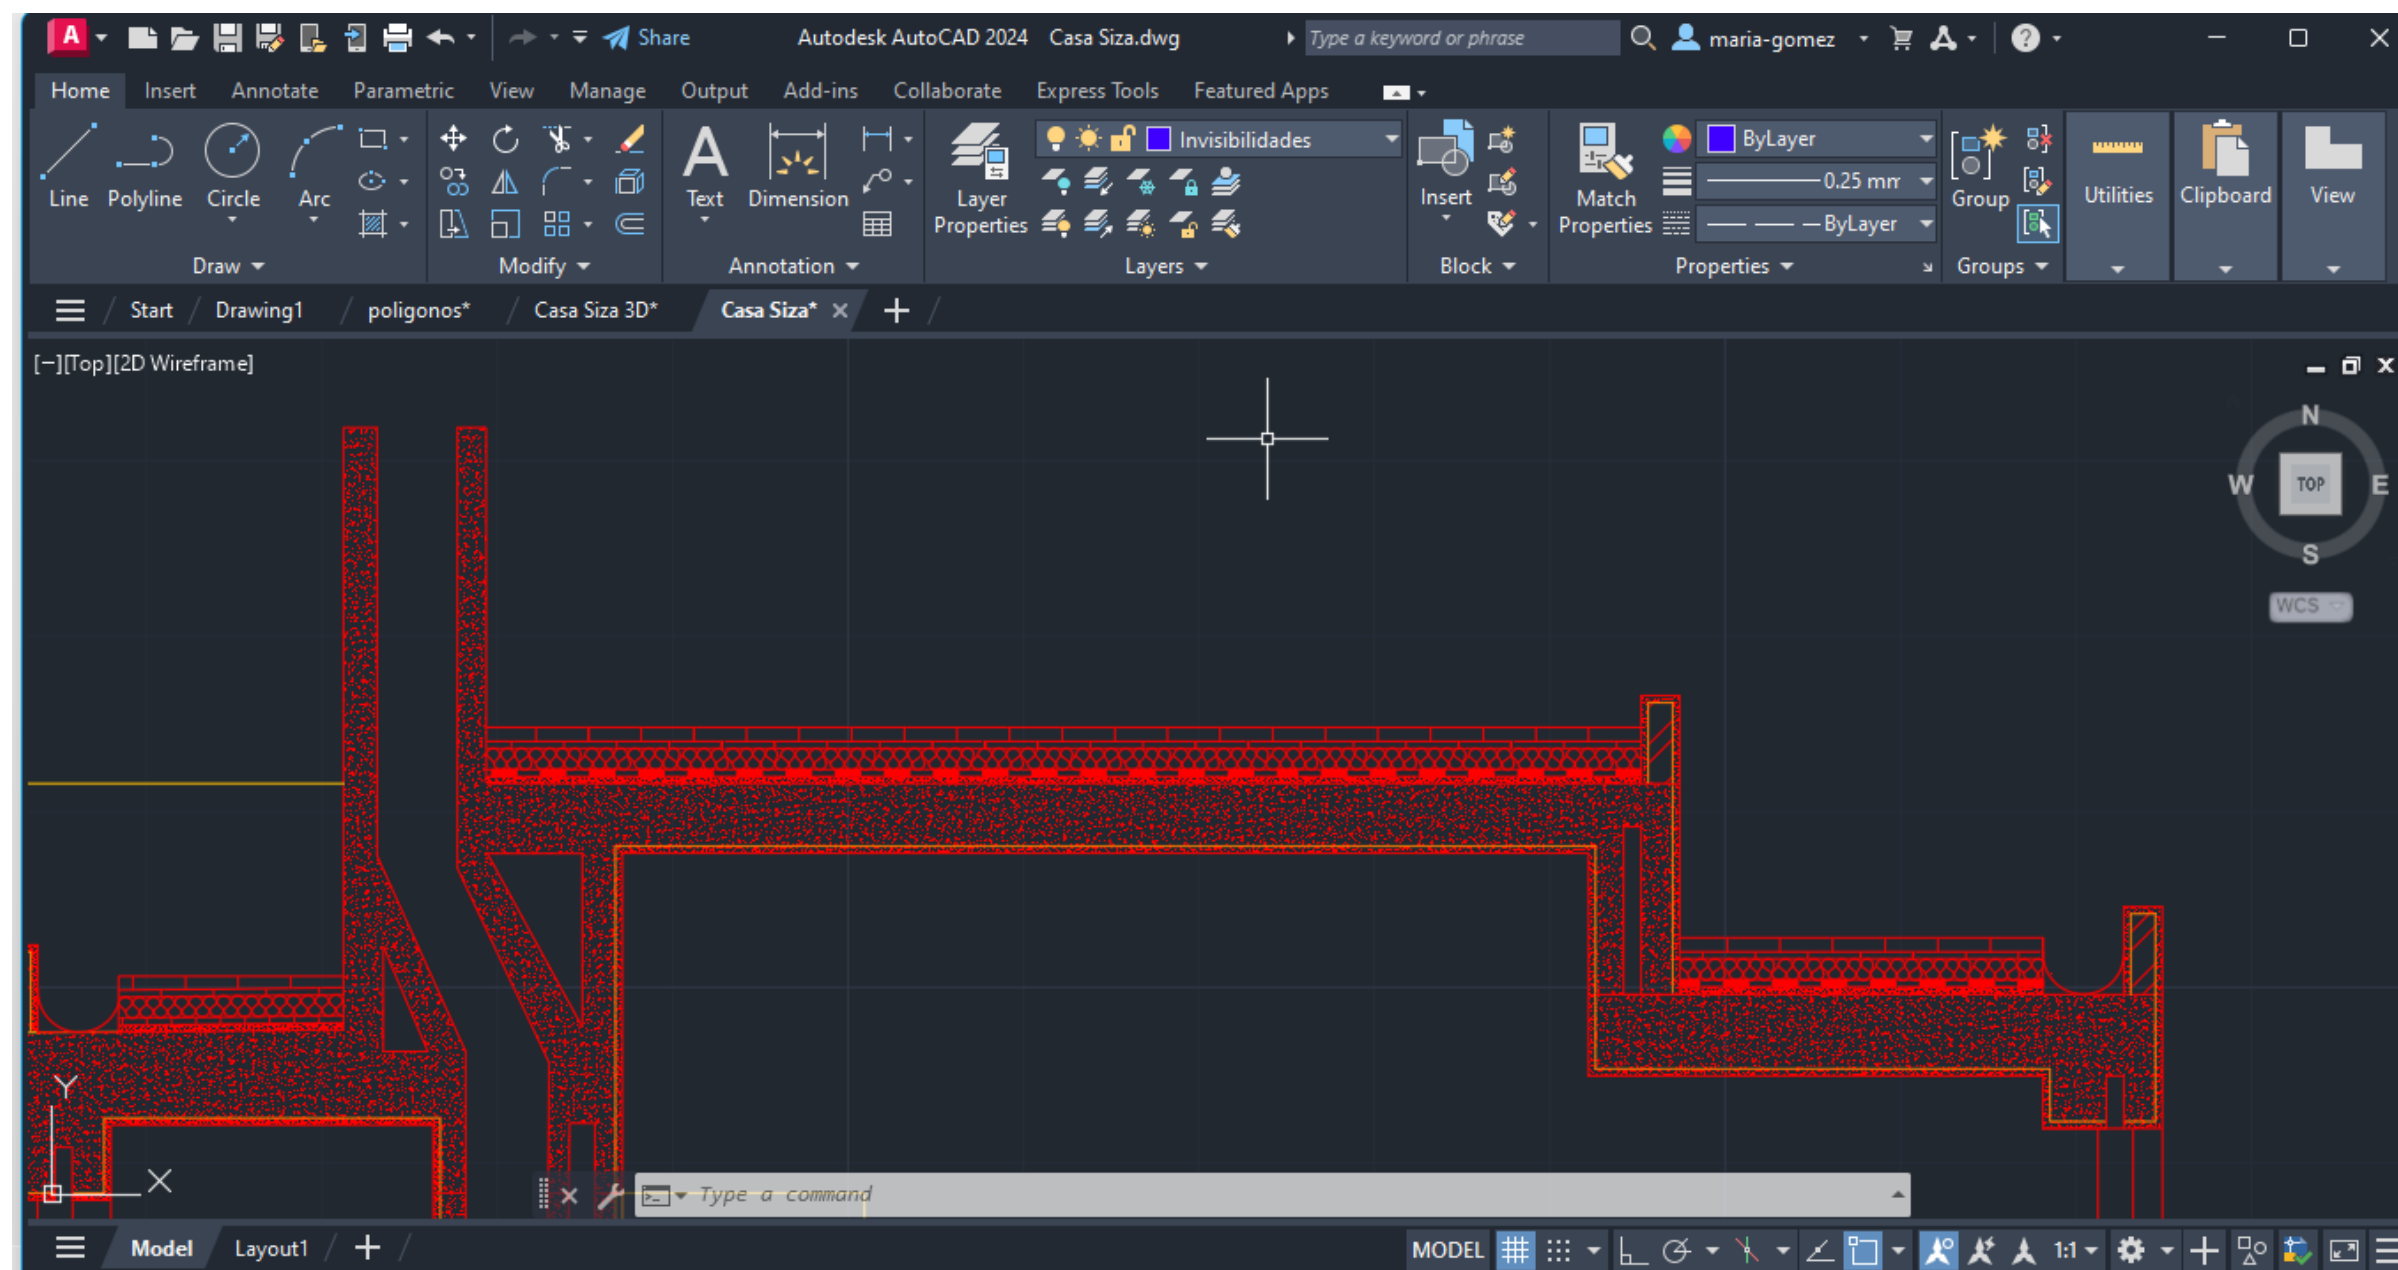 A Share Autodesk AutoCAD 2024 Casa Siza.dwg Type a keyword or phrase maria-gomez
Home Insert Annotate Parametric View Manage Output Add-ins Collaborate Express Tools Featured Apps
Line Polyline Circle Arc
A Text Dimension
Layer Properties
Invisibilidades
Insert
Match Properties
ByLayer
0.25 mm
ByLayer
Group
Utilities
Clipboard
View
Draw Modify Annotation Layers Block Properties Groups
Start Drawing1 poligonos* Casa Siza 3D* Casa Siza*
[−][Top][2D Wireframe]
N
W TOP E
S
WCS
Y
X
Type a command
Model Layout1 MODEL 1:1